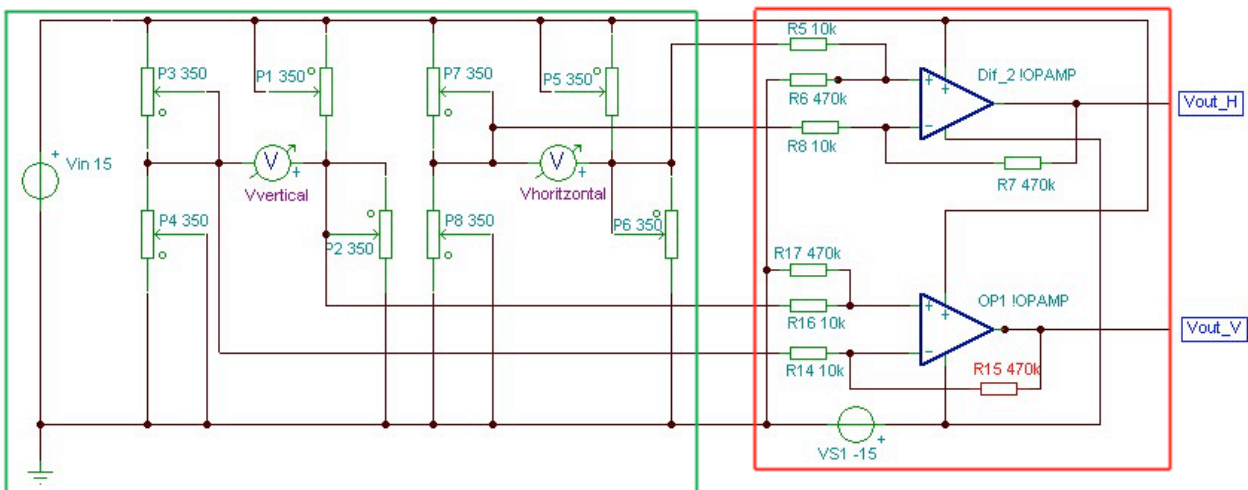 P3 350
P1 350
P7 350
P5 350
R5 10k
R6 470k
R8 10k
Dif_2 !OPAMP
R7 470k
Vout_H
Vin 15
V
Vvertical
V
Vhoritzontal
P4 350
P2 350
P8 350
P6 350
R17 470k
R16 10k
R14 10k
OP1 !OPAMP
R15 470k
Vout_V
VS1 -15